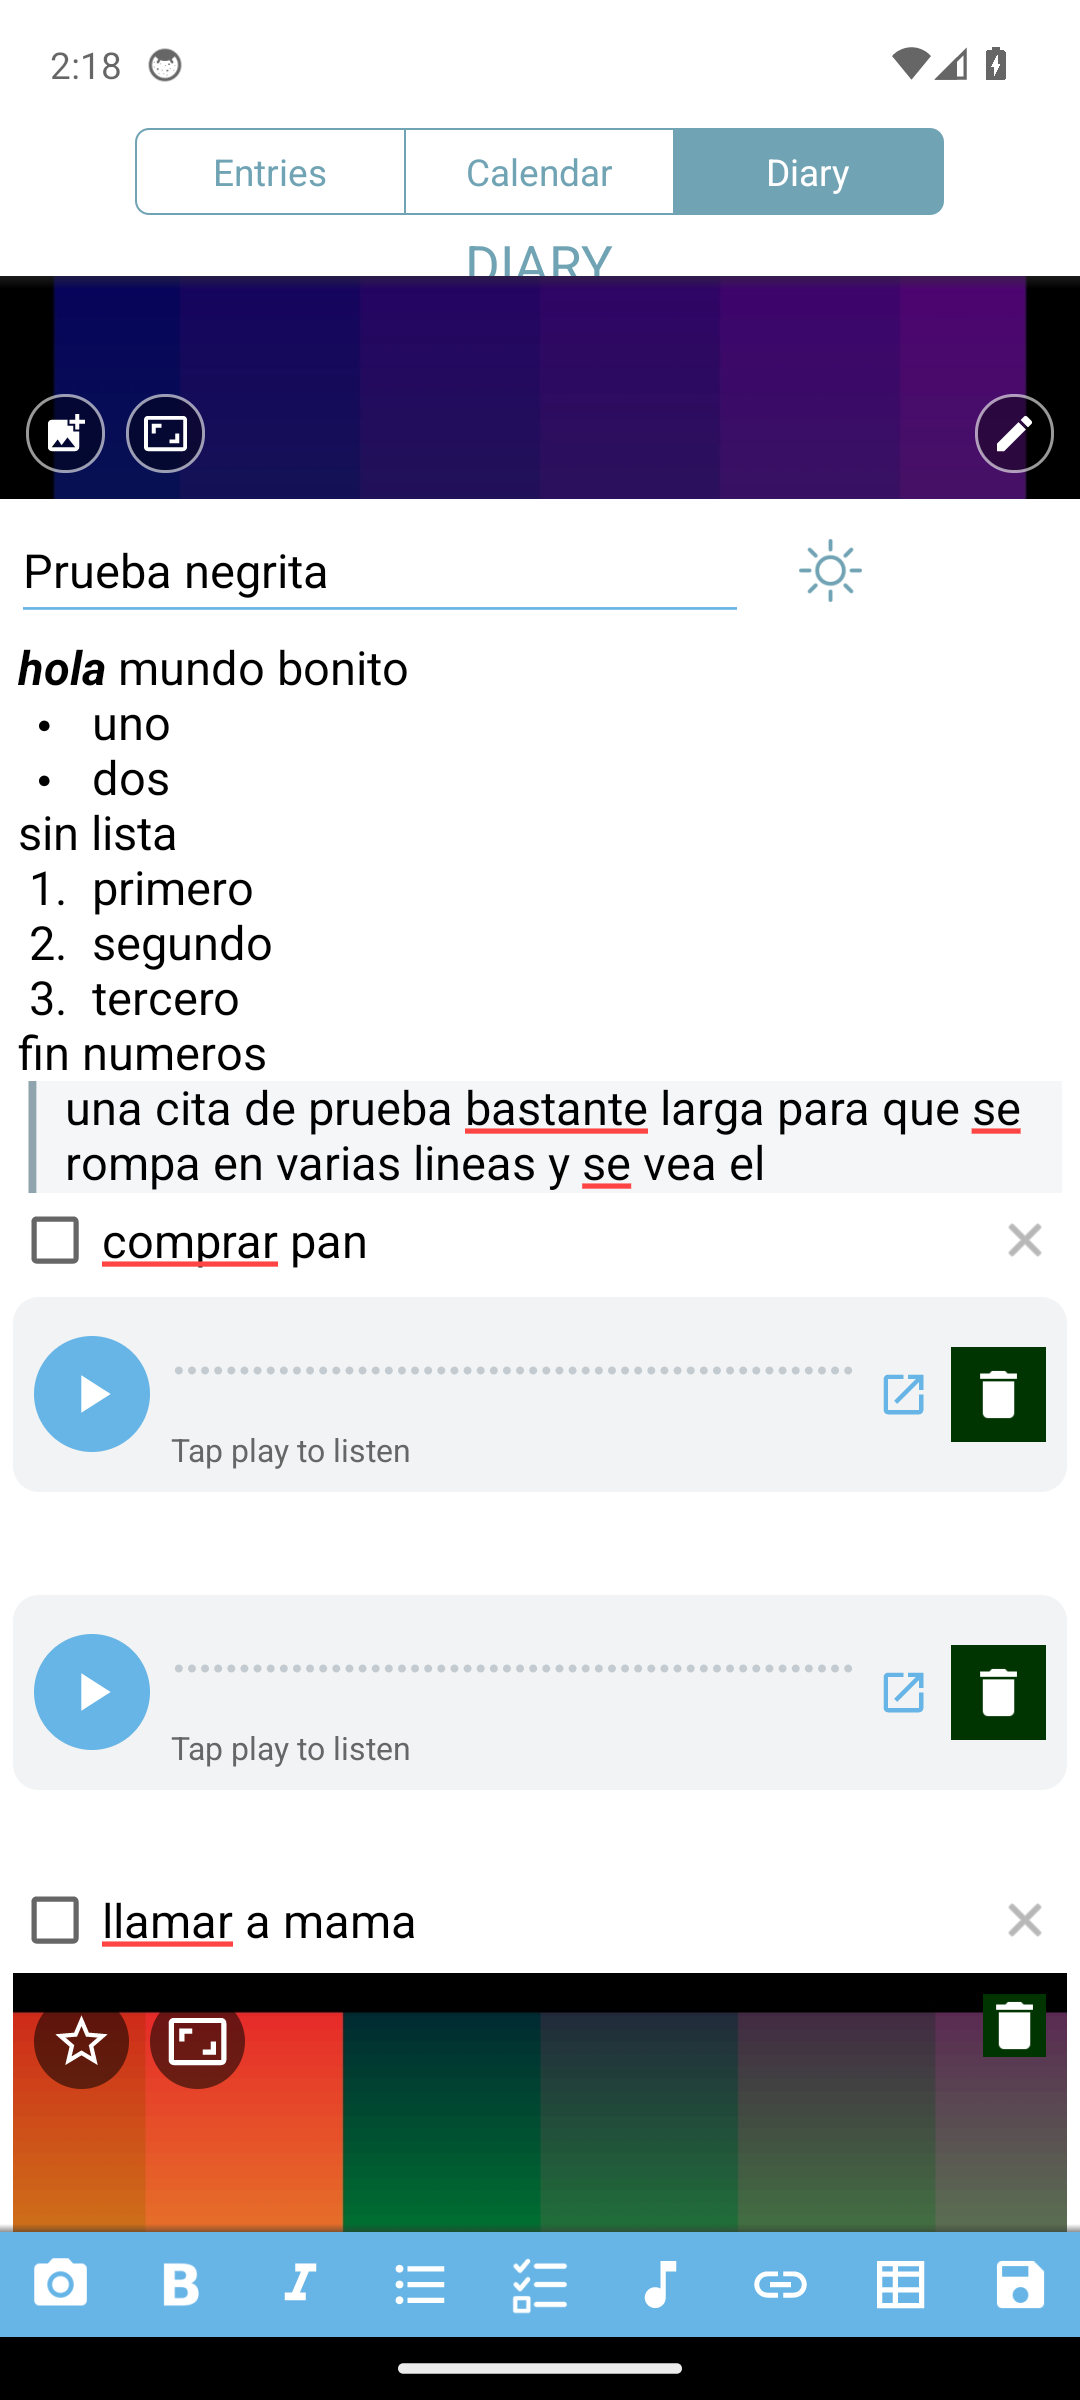 2:18
Entries
Calendar
Diary
DIARY
Prueba negrita
hola mundo bonito
• uno
• dos
sin lista
1. primero
2. segundo
3. tercero
fin numeros
una cita de prueba bastante larga para que se
rompa en varias lineas y se vea el
comprar pan
Tap play to listen
Tap play to listen
llamar a mama
B I